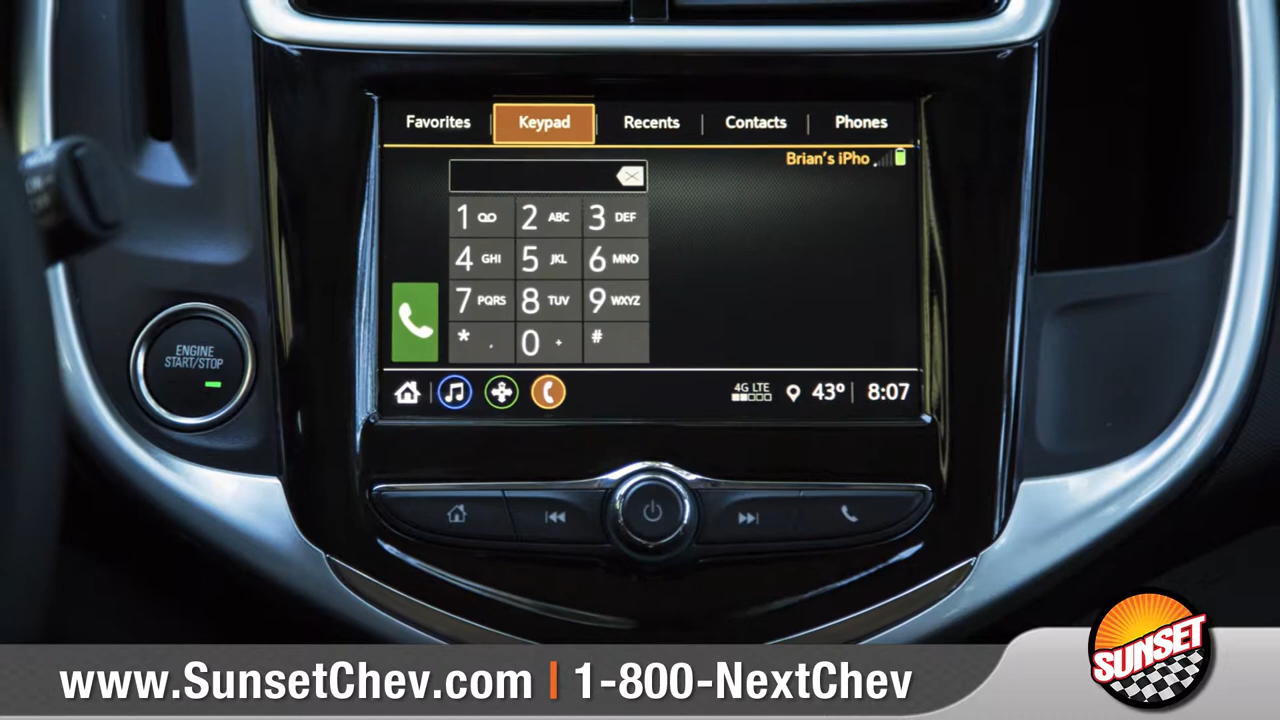 Favorites | Keypad | Recents | Contacts | Phones
Brian's iPho
1 2 ABC 3 DEF
4 GHI 5 JKL 6 MNO
7 PQRS 8 TUV 9 WXYZ
* . 0 + #
4G LTE 43° 8:07
ENGINE
START/STOP
www.SunsetChev.com | 1-800-NextChev
SUNSET